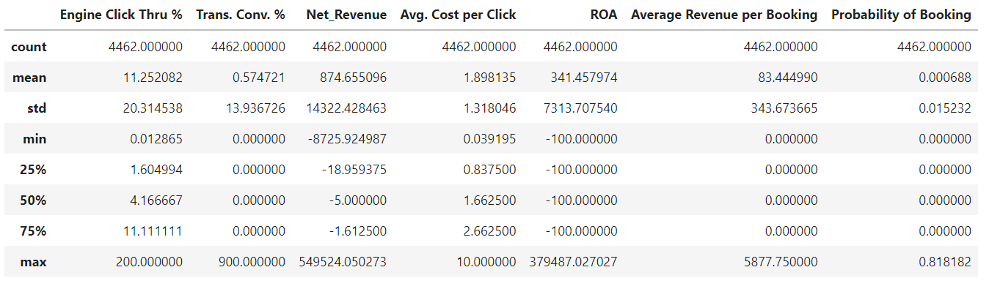 Engine Click Thru % Trans. Conv. % Net_Revenue Avg. Cost per Click ROA Average Revenue per Booking Probability of Booking
count 4462.000000 4462.000000 4462.000000 4462.000000 4462.000000 4462.000000 4462.000000
mean 11.252082 0.574721 874.655096 1.898135 341.457974 83.444990 0.000688
std 20.314538 13.936726 14322.428463 1.318046 7313.707540 343.673665 0.015232
min 0.012865 0.000000 -8725.924987 0.039195 -100.000000 0.000000 0.000000
25% 1.604994 0.000000 -18.959375 0.837500 -100.000000 0.000000 0.000000
50% 4.166667 0.000000 -5.000000 1.662500 -100.000000 0.000000 0.000000
75% 11.111111 0.000000 -1.612500 2.662500 -100.000000 0.000000 0.000000
max 200.000000 900.000000 549524.050273 10.000000 379487.027027 5877.750000 0.818182